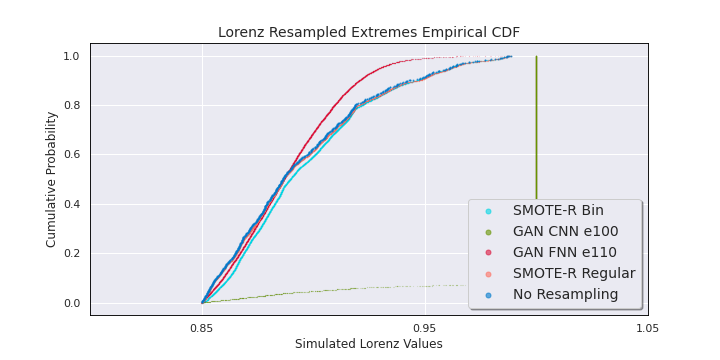 Lorenz Resampled Extremes Empirical CDF
Cumulative Probability
1.0
0.8
0.6
0.4
0.2
0.0
SMOTE-R Bin
GAN CNN e100
GAN FNN e110
SMOTE-R Regular
No Resampling
0.85
0.95
1.05
Simulated Lorenz Values